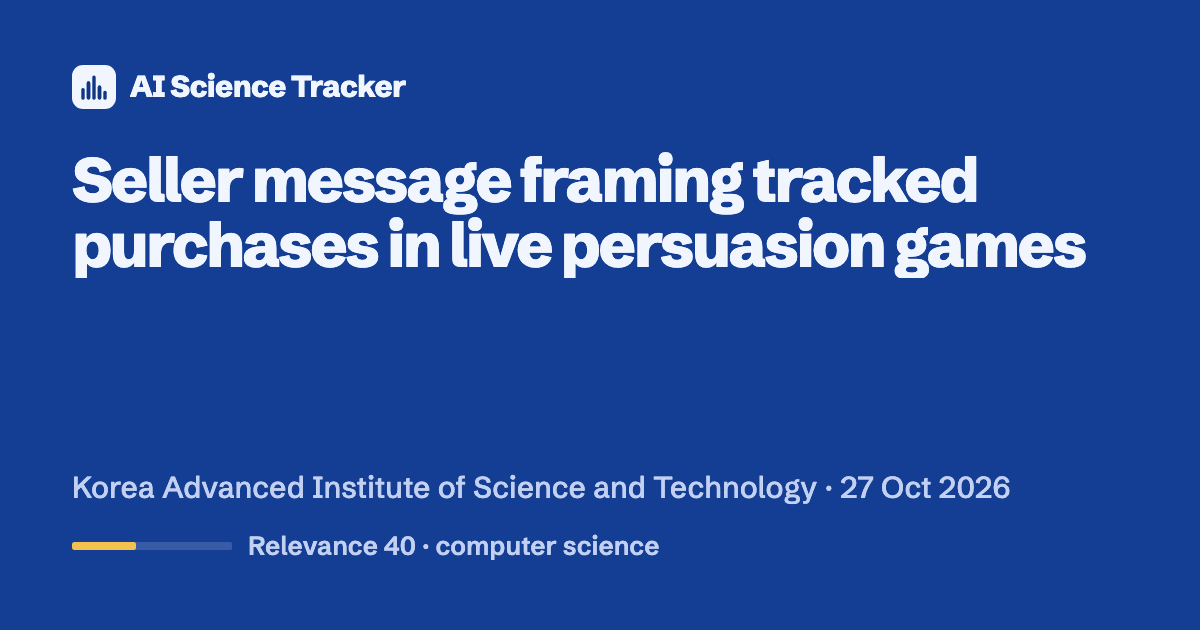 AI Science Tracker
Seller message framing tracked
purchases in live persuasion games
Korea Advanced Institute of Science and Technology · 27 Oct 2026
Relevance 40 · computer science